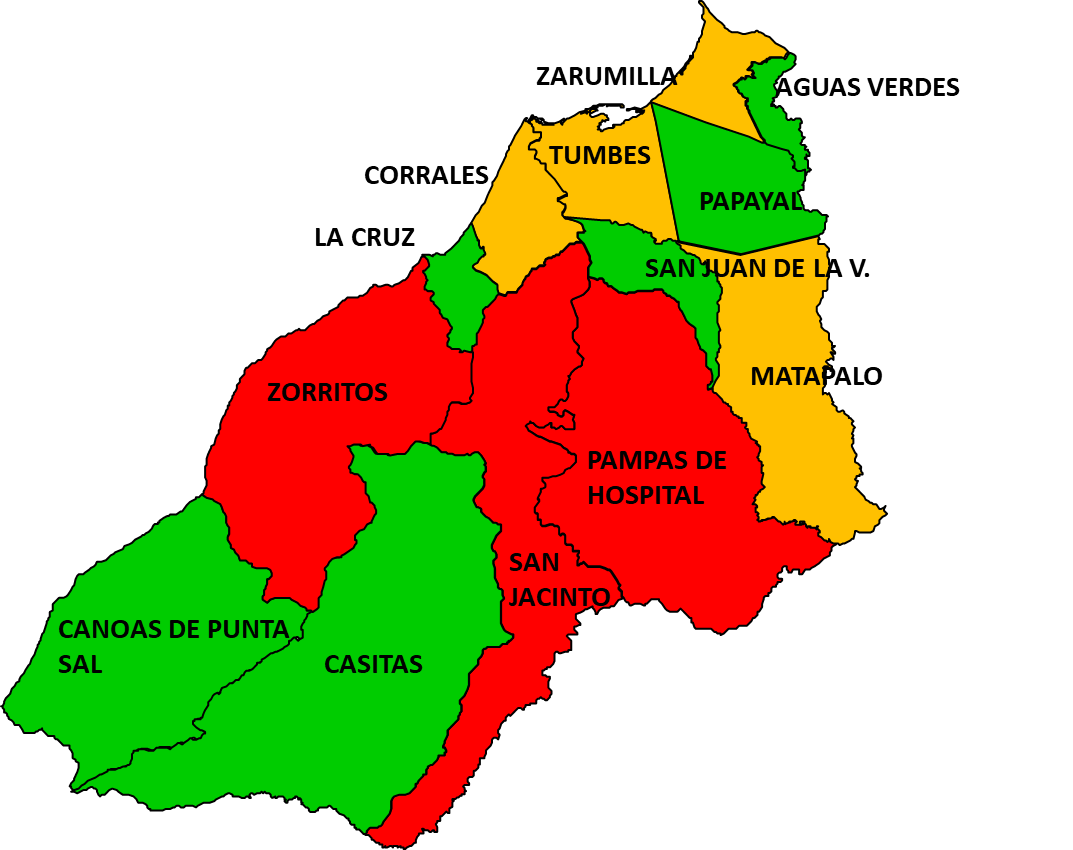 ZARUMILLA
AGUAS VERDES
TUMBES
CORRALES
PAPAYAL
LA CRUZ
SAN JUAN DE LA V.
MATAPALO
ZORRITOS
PAMPAS DE
HOSPITAL
SAN
JACINTO
CANOAS DE PUNTA
SAL
CASITAS